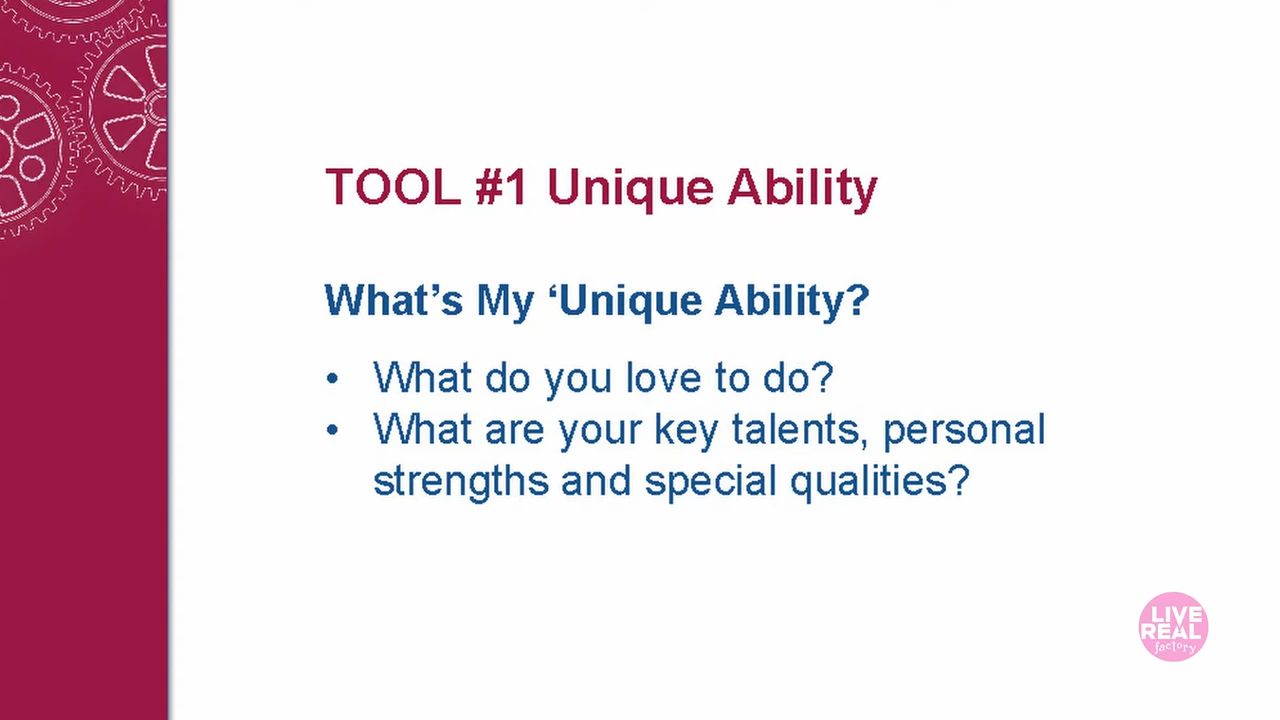 TOOL #1 Unique Ability
What’s My ‘Unique Ability?
• What do you love to do?
• What are your key talents, personal
strengths and special qualities?
LIVE
REAL
factory